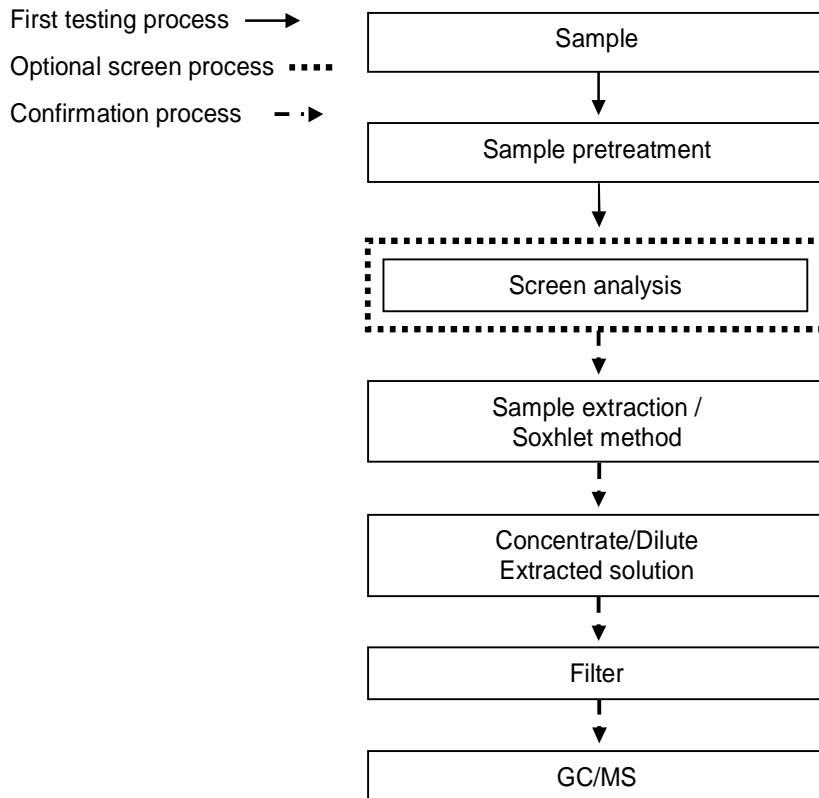 First testing process
Optional screen process
Confirmation process
Sample
Sample pretreatment
Screen analysis
Sample extraction /
Soxhlet method
Concentrate/Dilute
Extracted solution
Filter
GC/MS